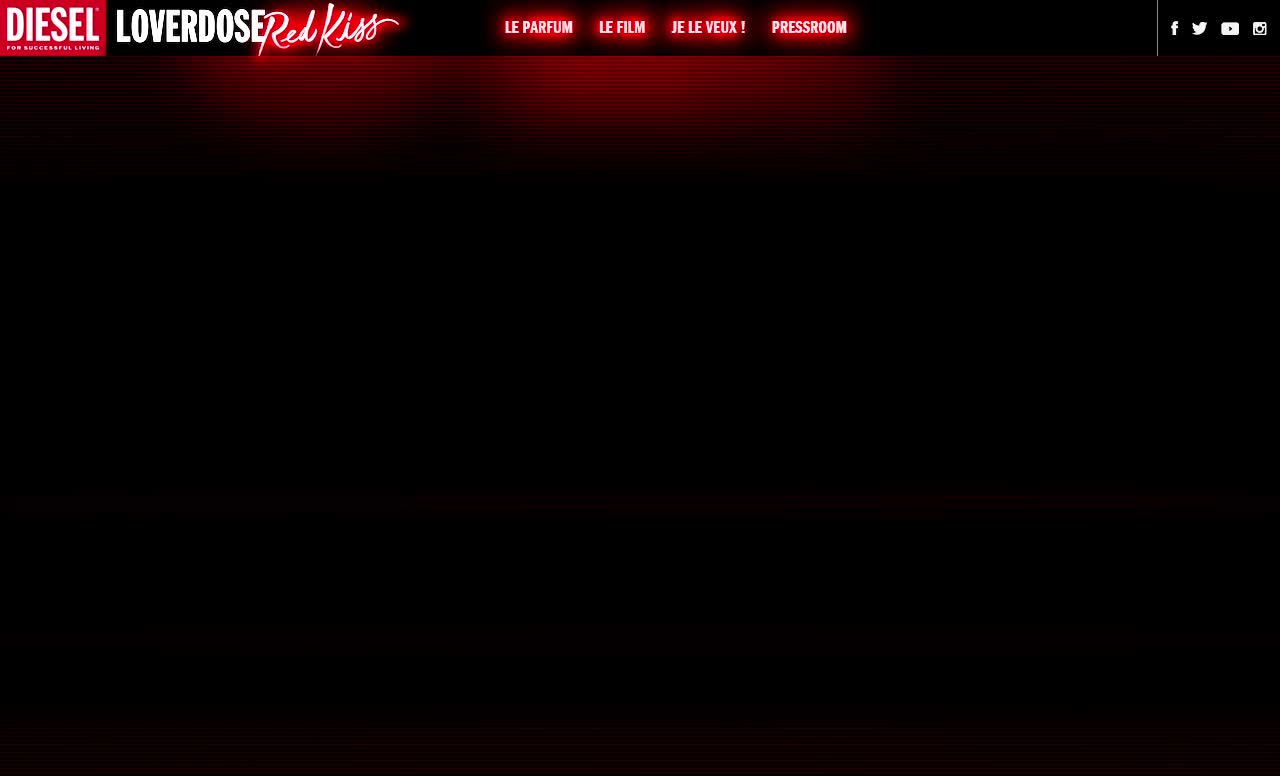 DIESEL
FOR SUCCESSFUL LIVING
LOVERDOSE Red Kiss
LE PARFUM LE FILM JE LE VEUX ! PRESSROOM